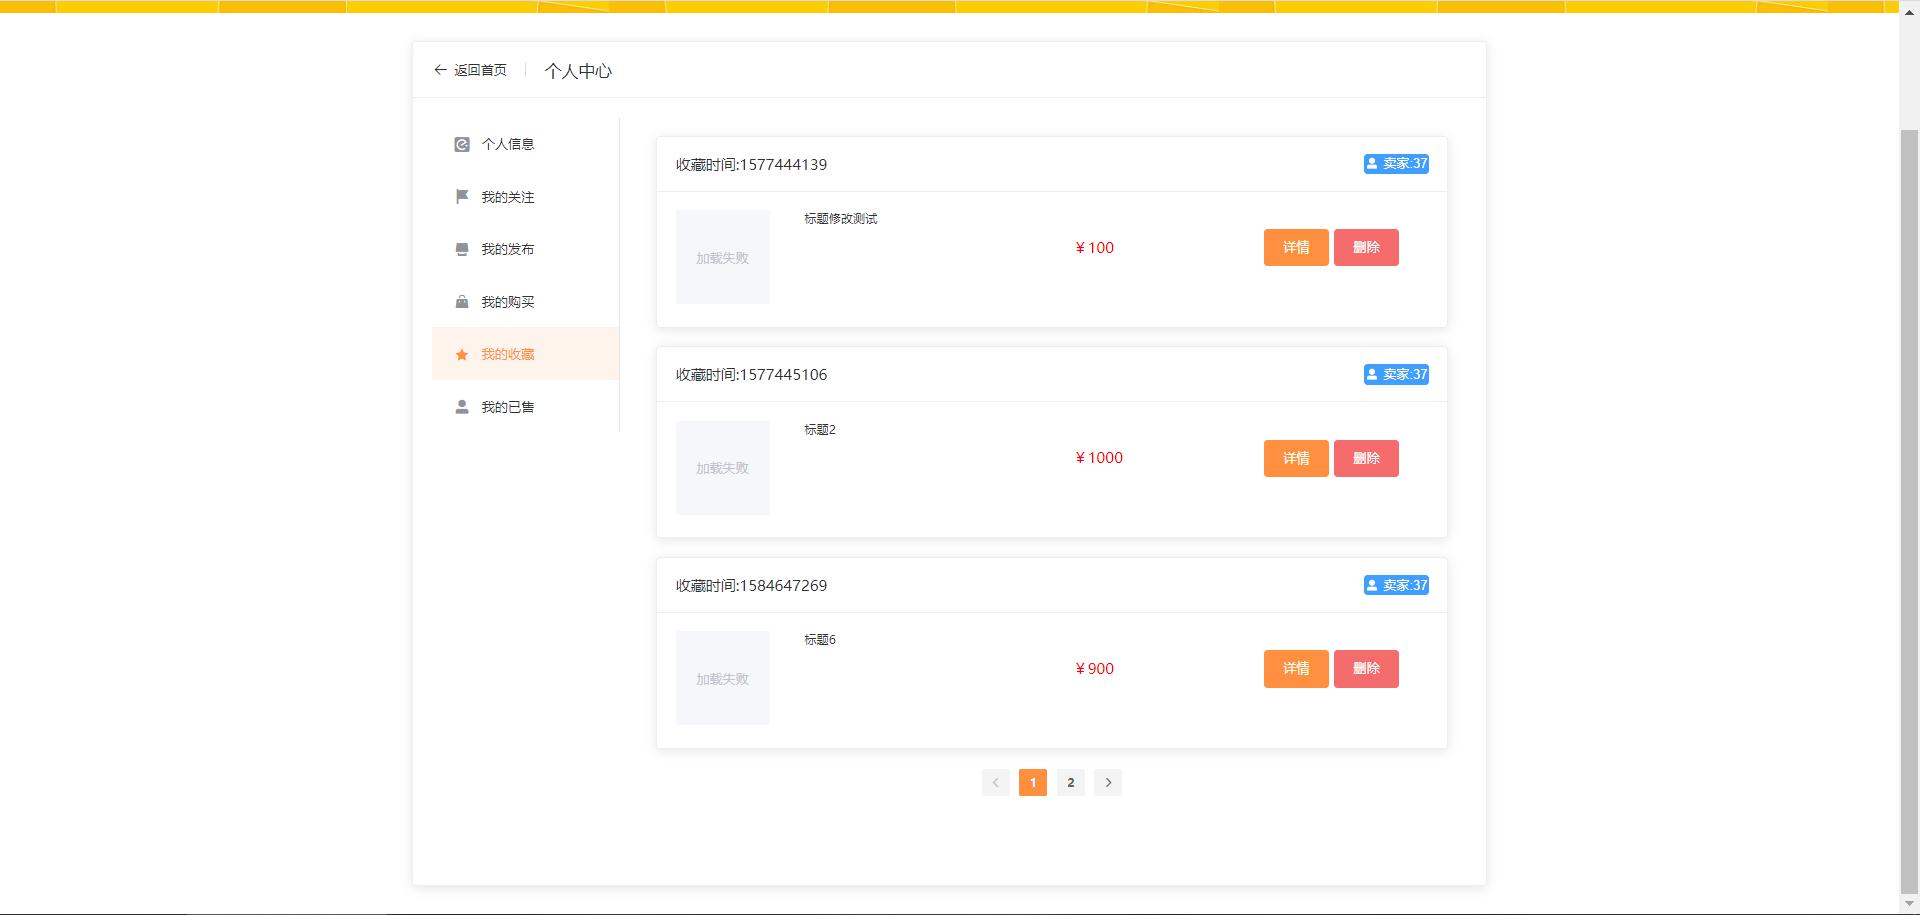 返回首页
个人中心
个人信息
我的关注
我的发布
我的购买
我的收藏
我的已售
收藏时间:1577444139
卖家:37
加载失败
标题修改测试
¥ 100
详情
删除
收藏时间:1577445106
卖家:37
加载失败
标题2
¥ 1000
详情
删除
收藏时间:1584647269
卖家:37
加载失败
标题6
¥ 900
详情
删除
1
2